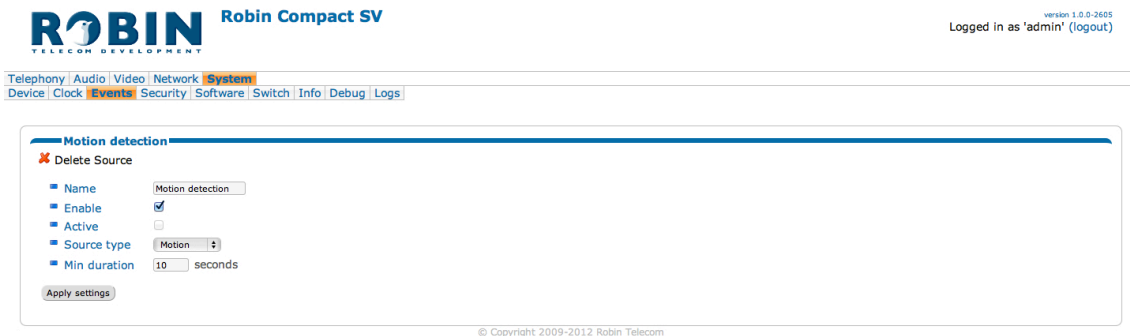 ROBIN
TELECOM DEVELOPMENT
Robin Compact SV
version 1.0.0-2605
Logged in as 'admin' (logout)
Telephony Audio Video Network System
Device Clock Events Security Software Switch Info Debug Logs
Motion detection
Delete Source
Name Motion detection
Enable
Active
Source type Motion
Min duration 10 seconds
Apply settings
© Copyright 2009-2012 Robin Telecom